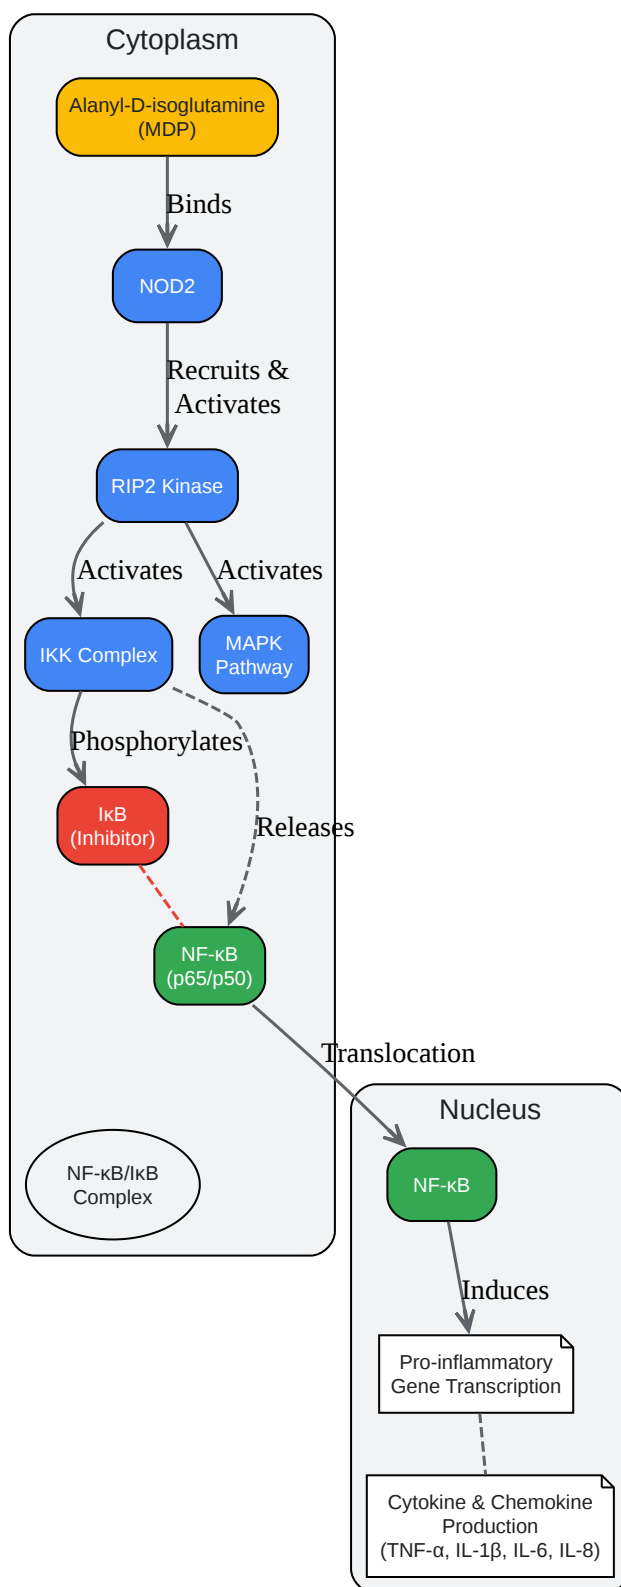 Cytoplasm
Alanyl-D-isoglutamine
(MDP)
Binds
NOD2
Recruits &
Activates
RIP2 Kinase
Activates
Activates
IKK Complex
MAPK
Pathway
Phosphorylates
IκB
(Inhibitor)
Releases
NF-κB
(p65/p50)
Translocation
Nucleus
NF-κB/IκB
Complex
NF-κB
Induces
Pro-inflammatory
Gene Transcription
Cytokine & Chemokine
Production
(TNF-α, IL-1β, IL-6, IL-8)